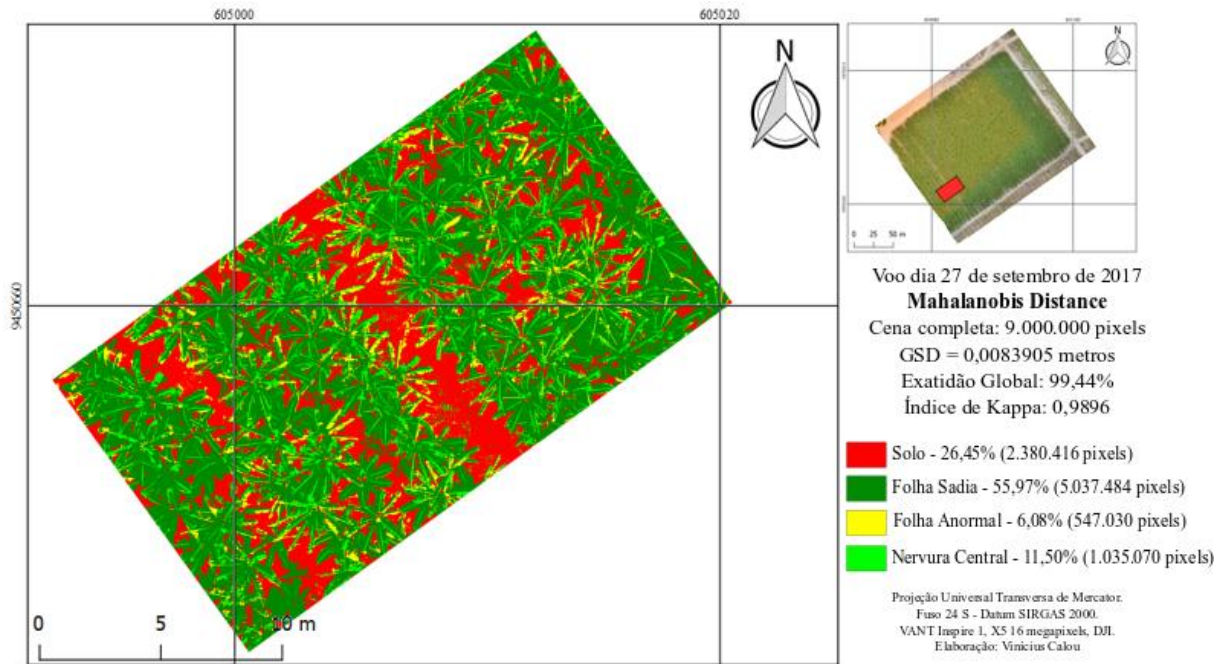 605000
605020
945060
N
0 5 10 m
N
0 25 50 m
Voo dia 27 de setembro de 2017
Mahalanobis Distance
Cena completa: 9.000.000 pixels
GSD = 0,0083905 metros
Exatidão Global: 99,44%
Índice de Kappa: 0,9896
Solo - 26,45% (2.380.416 pixels)
Folha Sadia - 55,97% (5.037.484 pixels)
Folha Anormal - 6,08% (547.030 pixels)
Nervura Central - 11,50% (1.035.070 pixels)
Projeção Universal Transversa de Mercator.
Fuso 24 S - Datum SIRGAS 2000.
VANT Inspire 1, X5 16 megapixels, DJI.
Elaboração: Vinícius Calou